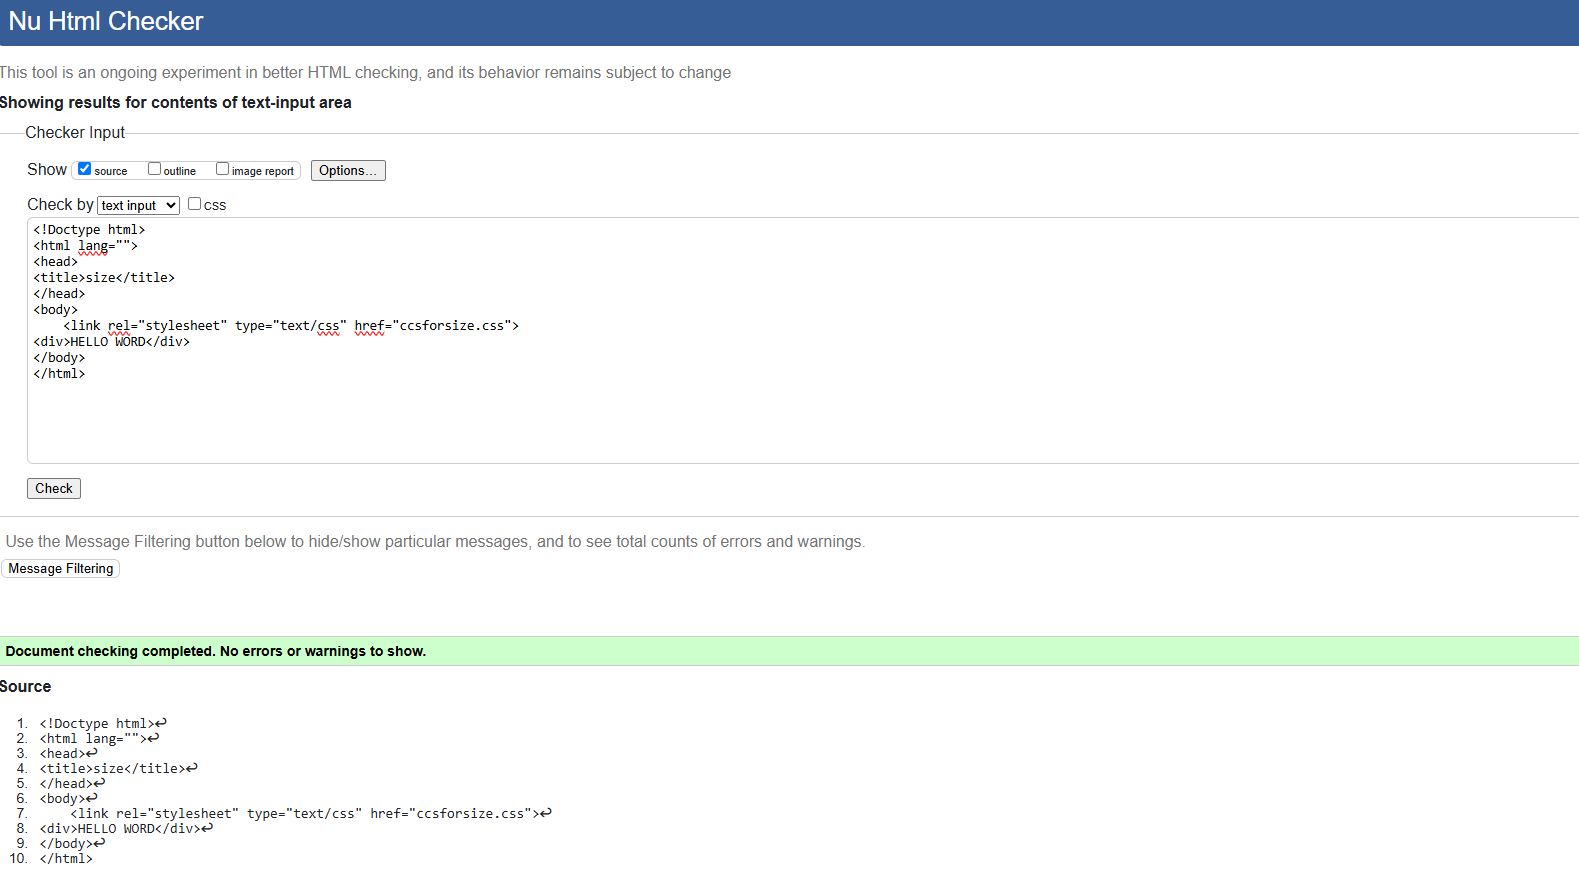 Nu Html Checker
This tool is an ongoing experiment in better HTML checking, and its behavior remains subject to change
Showing results for contents of text-input area
Checker Input
Show source outline image report Options...
Check by text input css
<!Doctype html>
<html lang="">
<head>
<title>size</title>
</head>
<body>
    <link rel="stylesheet" type="text/css" href="ccsforsize.css">
<div>HELLO WORD</div>
</body>
</html>
Check
Use the Message Filtering button below to hide/show particular messages, and to see total counts of errors and warnings.
Message Filtering
Document checking completed. No errors or warnings to show.
Source
1. <!Doctype html>↩
2. <html lang="">↩
3. <head>↩
4. <title>size</title>↩
5. </head>↩
6. <body>↩
7.     <link rel="stylesheet" type="text/css" href="ccsforsize.css">↩
8. <div>HELLO WORD</div>↩
9. </body>↩
10. </html>